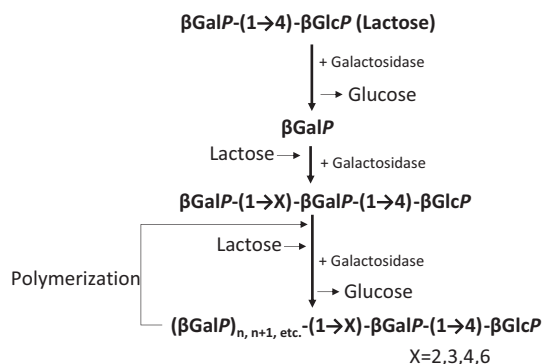 βGalP-(1→4)-βGlcP (Lactose)
+ Galactosidase
Glucose
βGalP
Lactose
+ Galactosidase
βGalP-(1→X)-βGalP-(1→4)-βGlcP
Lactose
+ Galactosidase
Polymerization
Glucose
(βGalP)n, n+1, etc.-(1→X)-βGalP-(1→4)-βGlcP
X=2,3,4,6